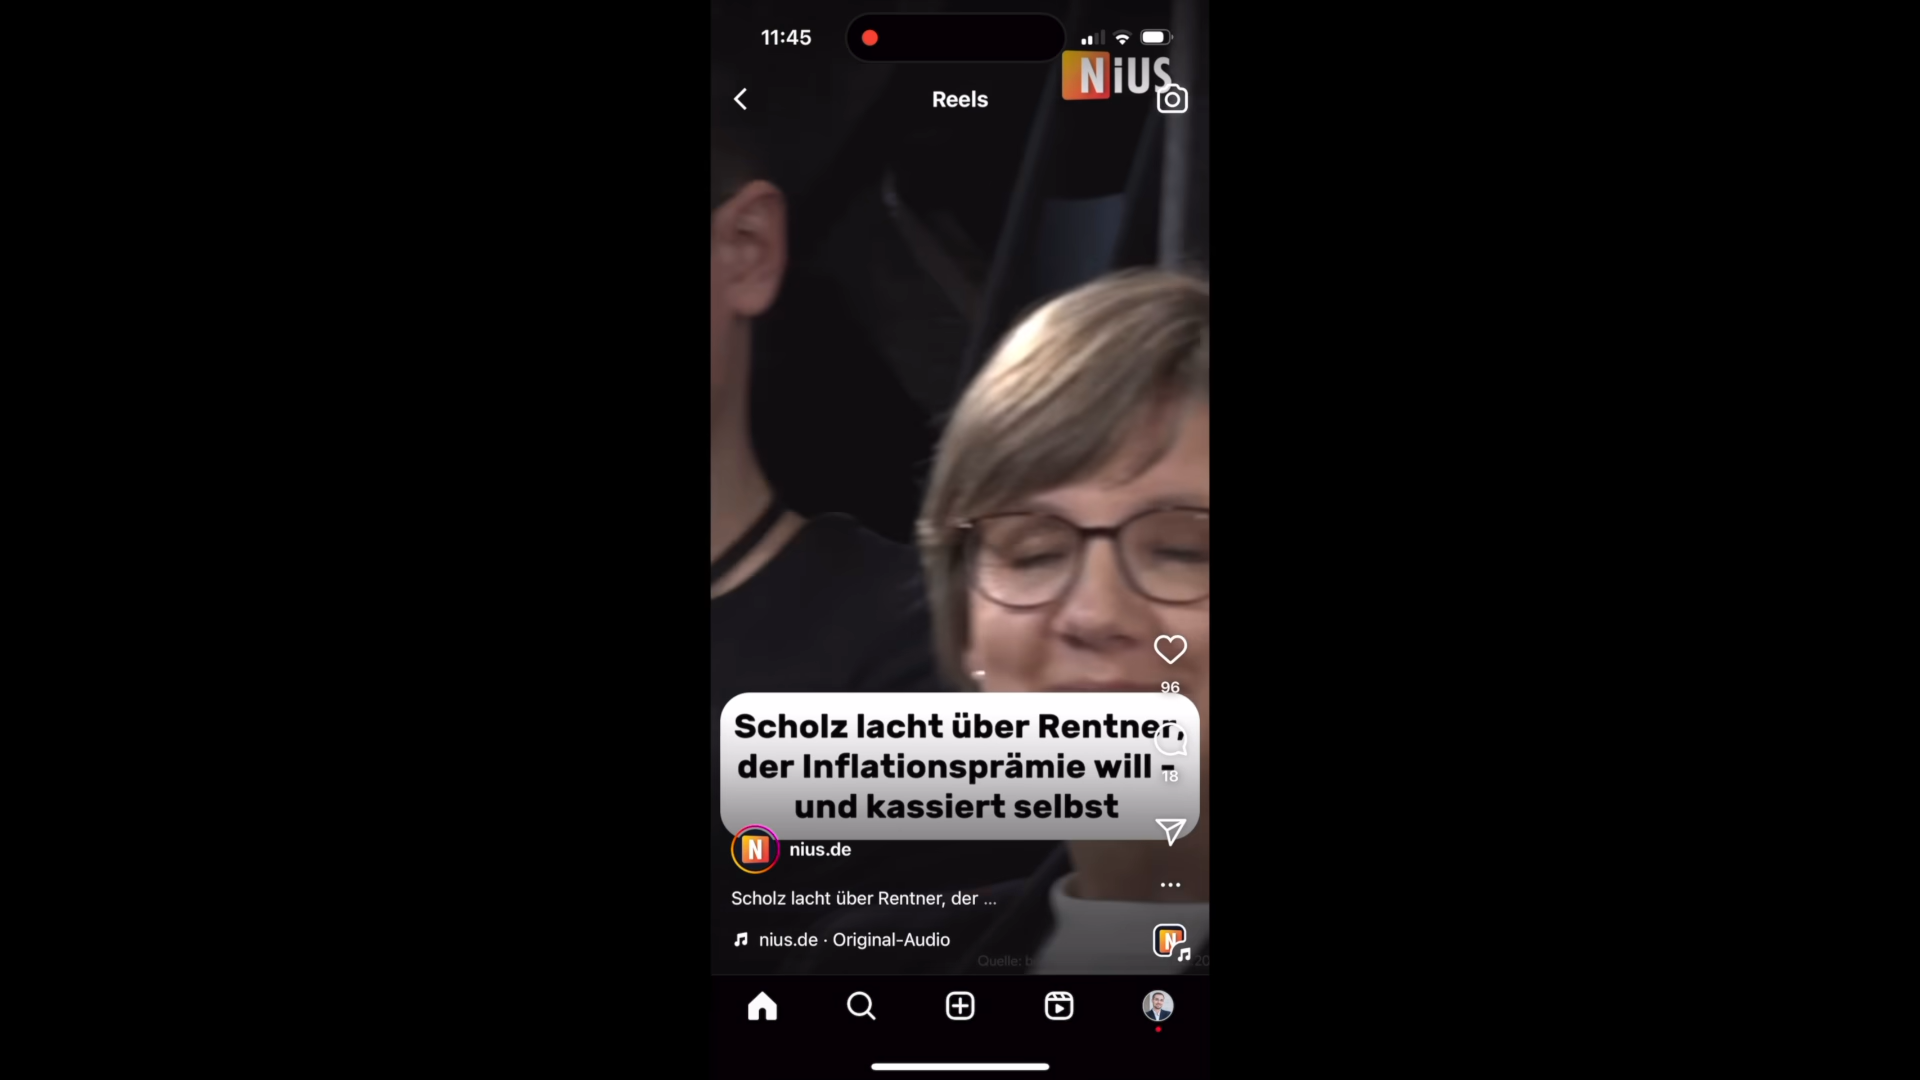 11:45
NiUS
Reels
96
Scholz lacht über Rentner,
der Inflationsprämie will -
18
und kassiert selbst
N nius.de
Scholz lacht über Rentner, der ...
nius.de · Original-Audio
N
Quelle: